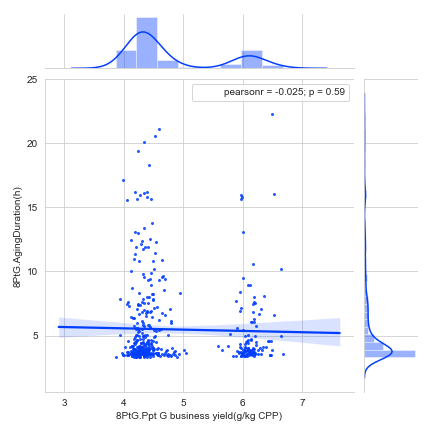 pearsonr = -0.025; p = 0.59
25
20
15
10
5
8PtG.AgingDuration(h)
3 4 5 6 7
8PtG.Ppt G business yield(g/kg CPP)